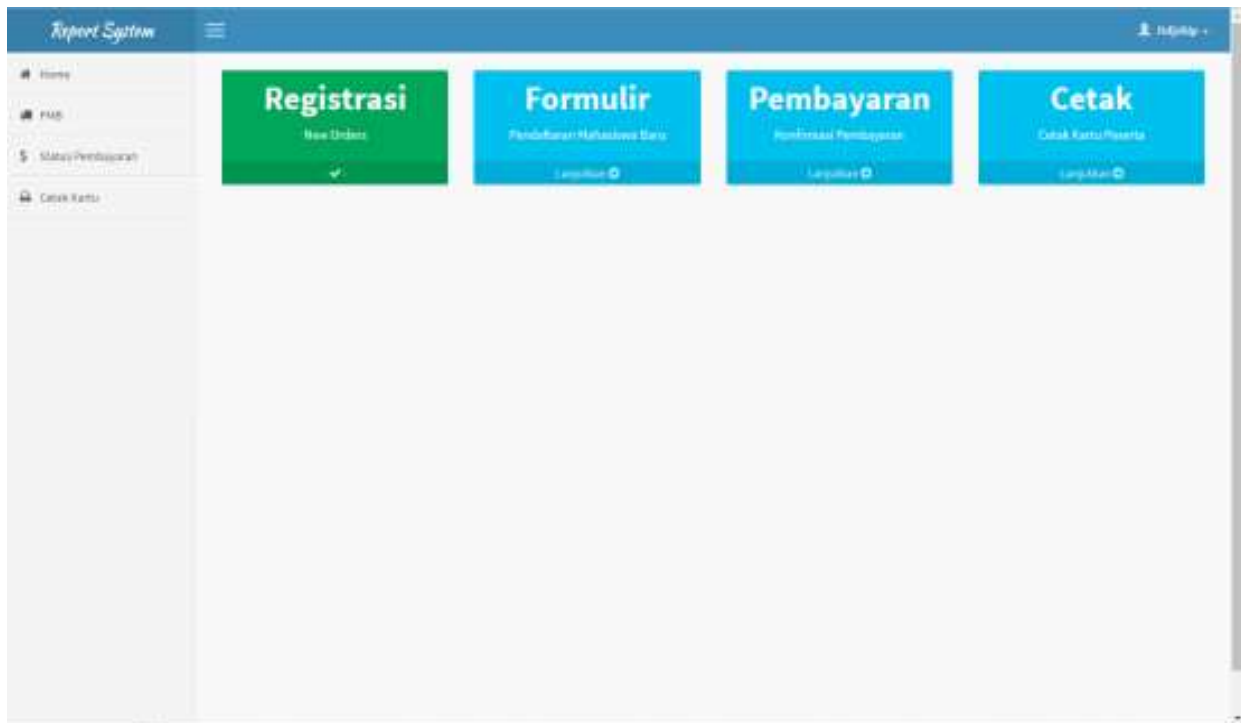 Report System
Home
PMB
$ Status Pembayaran
Cetak Kartu
Registrasi
New Orders
Formulir
Pendaftaran Mahasiswa Baru
Lanjutkan
Pembayaran
Konfirmasi Pembayaran
Lanjutkan
Cetak
Cetak Kartu Peserta
Lanjutkan